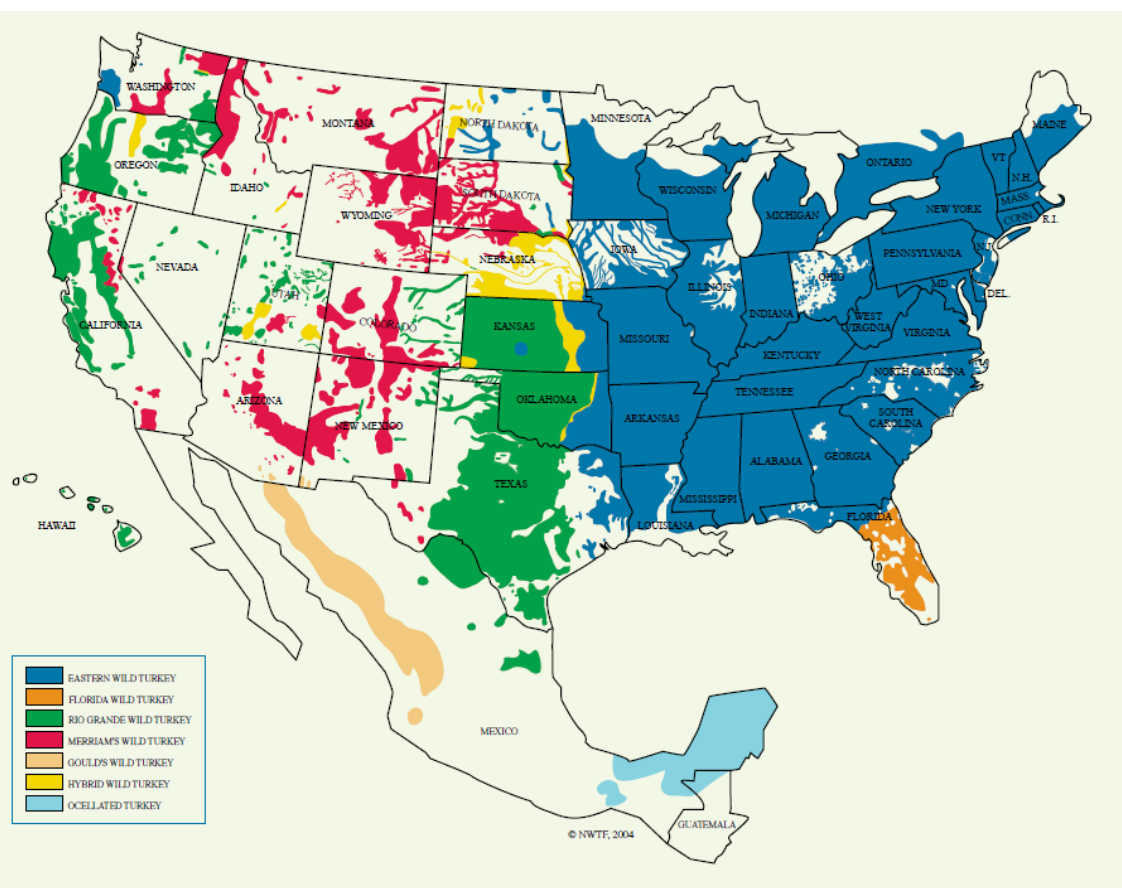 WASHINGTON
MONTANA
NORTH DAKOTA
MINNESOTA
MAINE
OREGON
IDAHO
SOUTH DAKOTA
WISCONSIN
ONTARIO
VT
N.H.
MASS.
CONN.
R.I.
WYOMING
MICHIGAN
NEW YORK
NEVADA
UTAH
NEBRASKA
IOWA
ILLINOIS
INDIANA
OHIO
PENNSYLVANIA
N.J.
MD
DEL.
CALIFORNIA
COLORADO
KANSAS
MISSOURI
WEST
VIRGINIA
VIRGINIA
KENTUCKY
ARIZONA
NEW MEXICO
OKLAHOMA
ARKANSAS
TENNESSEE
NORTH CAROLINA
SOUTH
CAROLINA
TEXAS
LOUISIANA
MISSISSIPPI
ALABAMA
GEORGIA
FLORIDA
HAWAII
MEXICO
GUATEMALA
EASTERN WILD TURKEY
FLORIDA WILD TURKEY
RIO GRANDE WILD TURKEY
MERRIAM'S WILD TURKEY
GOULD'S WILD TURKEY
HYBRID WILD TURKEY
OCELLATED TURKEY
© NWTF, 2004